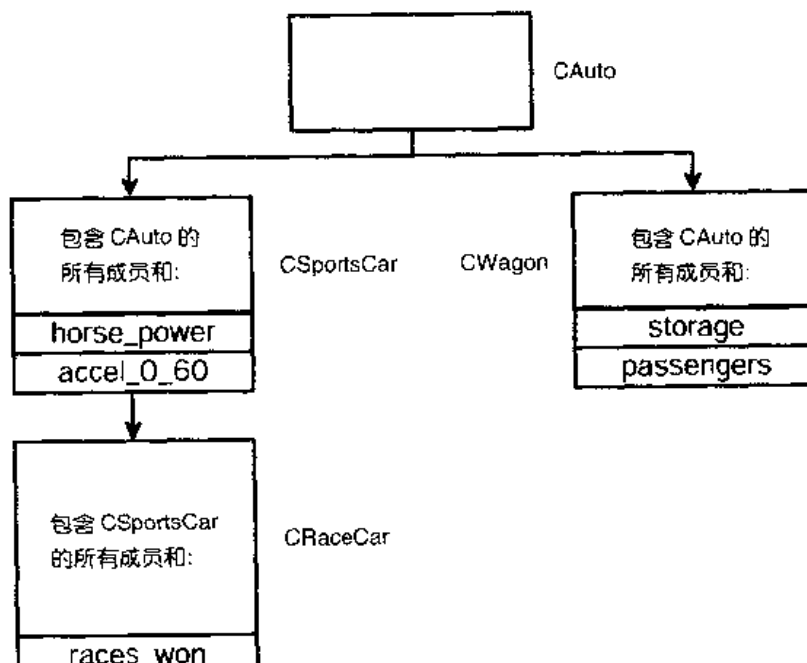 CAuto
包含 CAuto 的
所有成员和:
horse_power
accel_0_60
CSportsCar
CWagon
包含 CAuto 的
所有成员和:
storage
passengers
包含 CSportsCar
的所有成员和:
races_won
CRaceCar